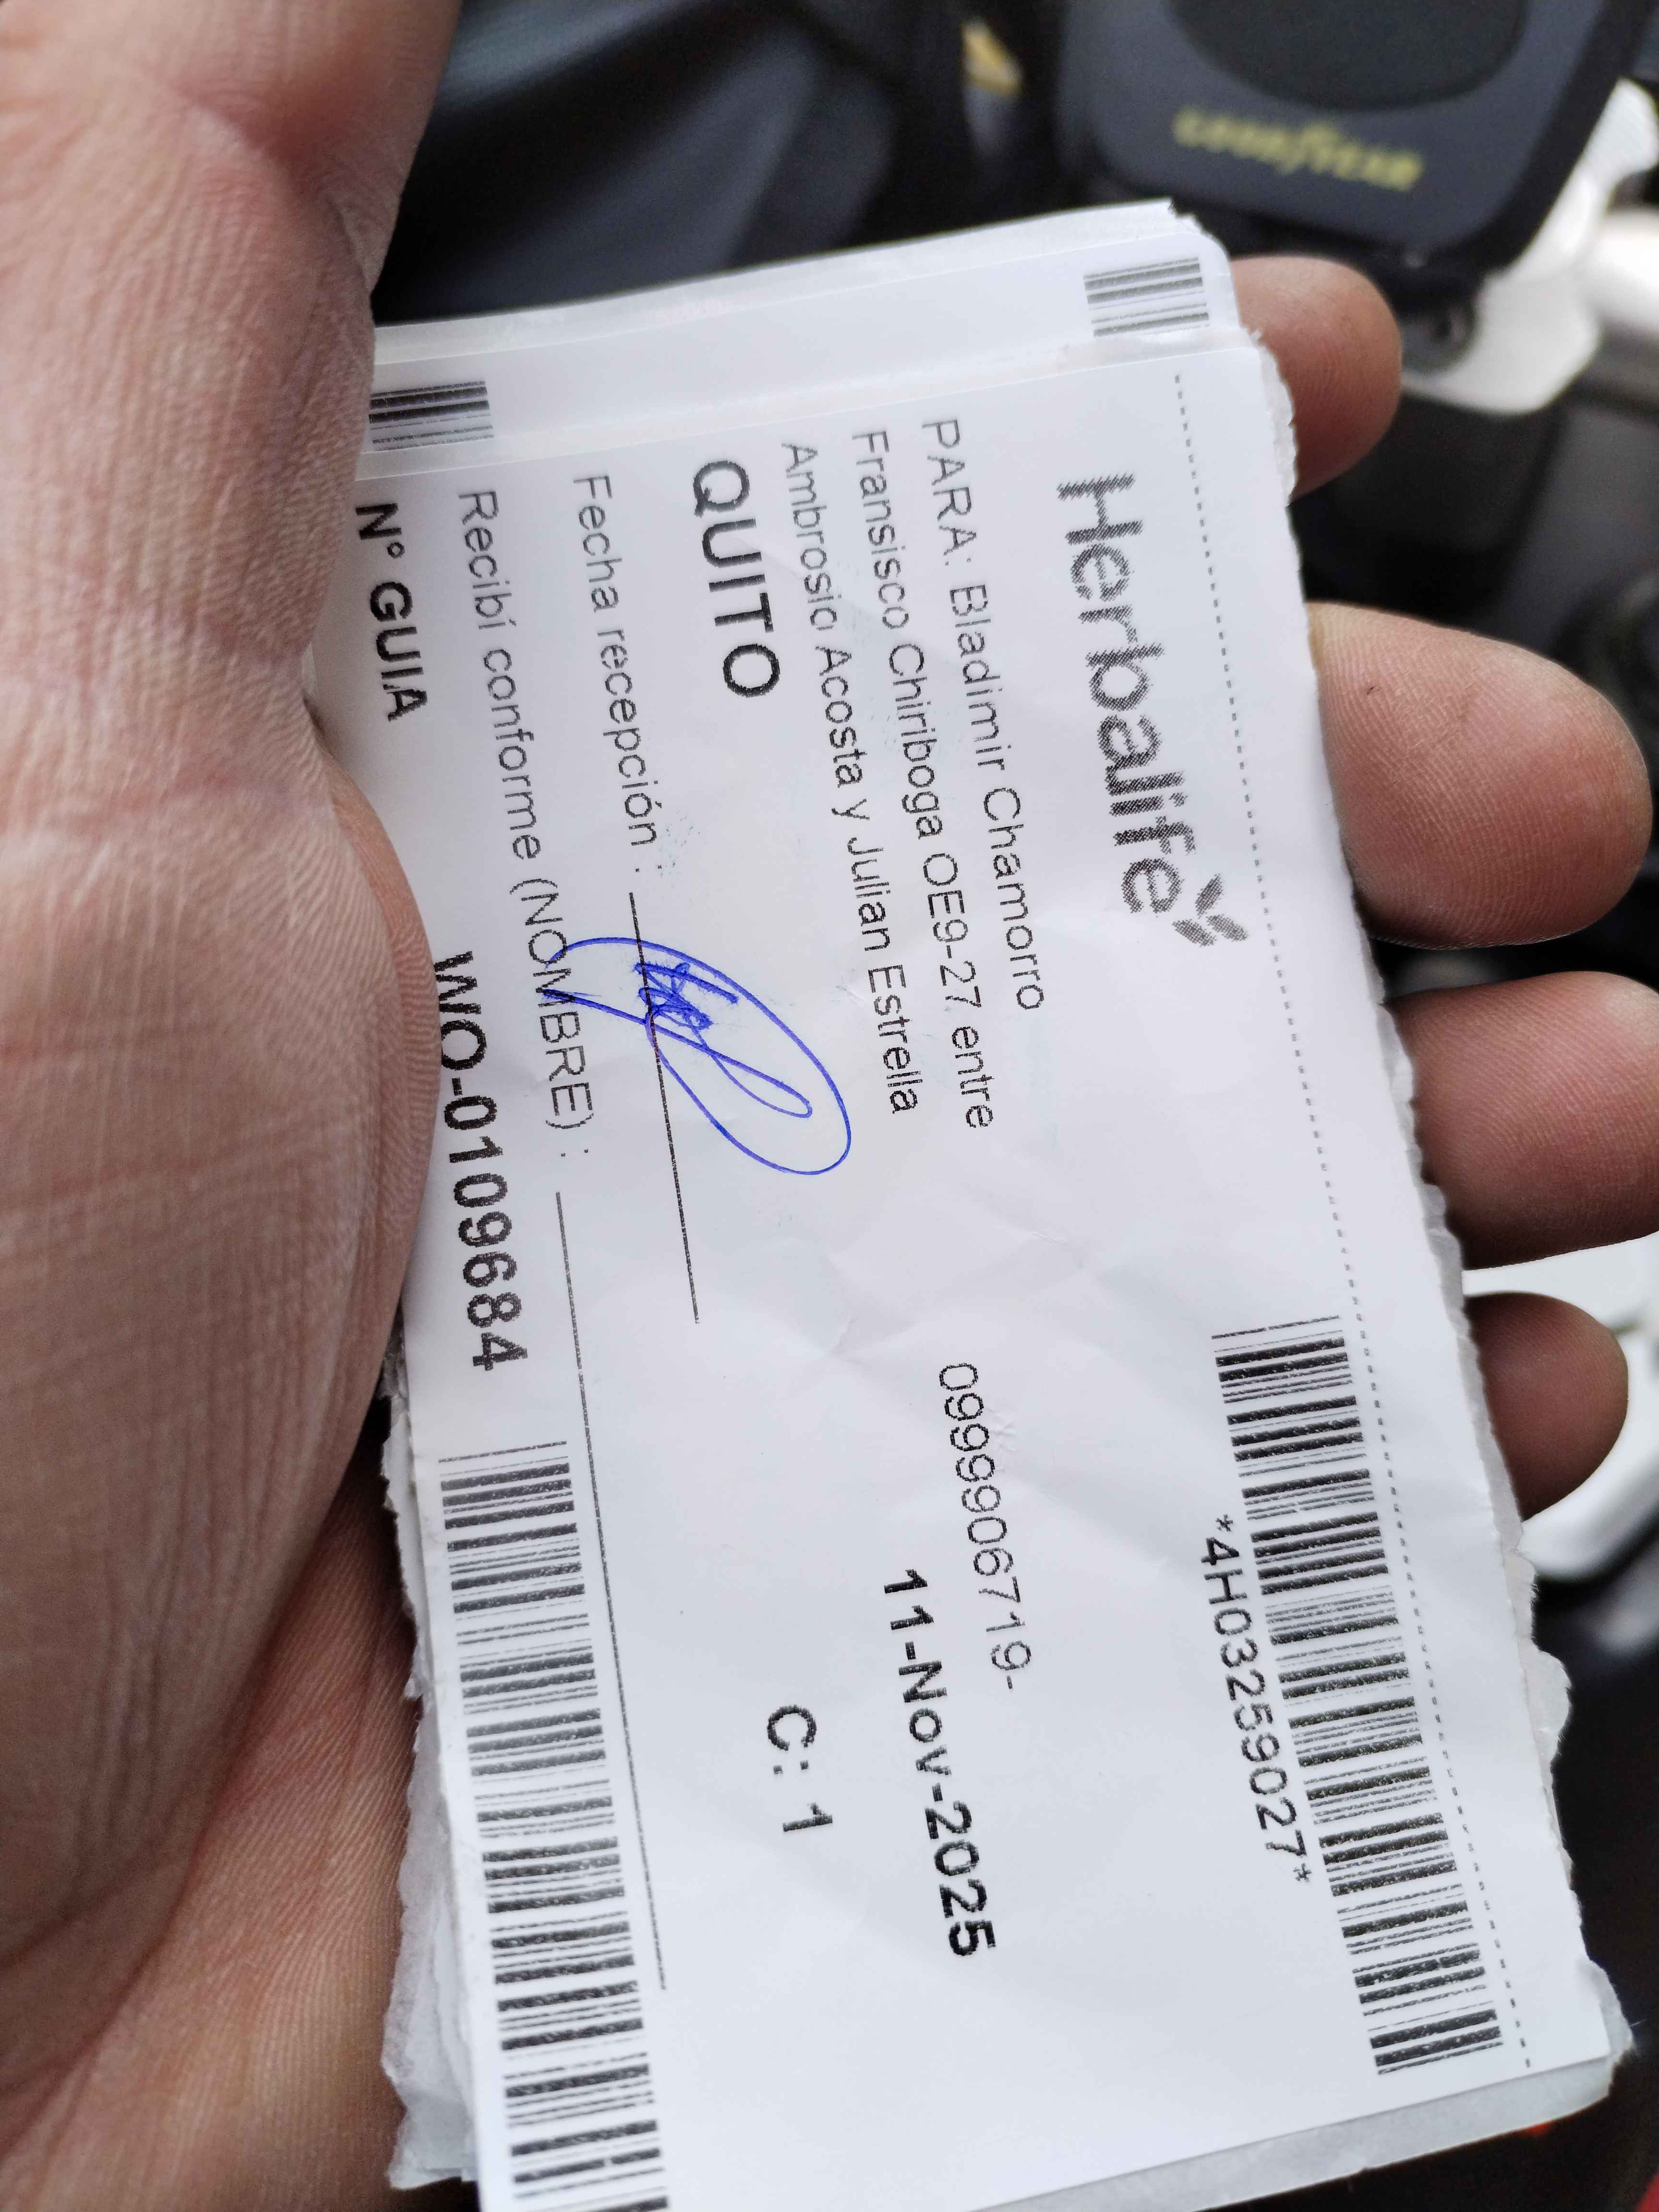 GOODYEAR
Herbalife
*4H03259027*
PARA: Bladimir Chamorro
Fransisco Chiriboga OE9-27 entre
Ambrosio Acosta y Julian Estrella
0999906719-
11-Nov-2025
QUITO
C: 1
Fecha recepción :
Recibí conforme (NOMBRE) :
N° GUIA WO-0109684